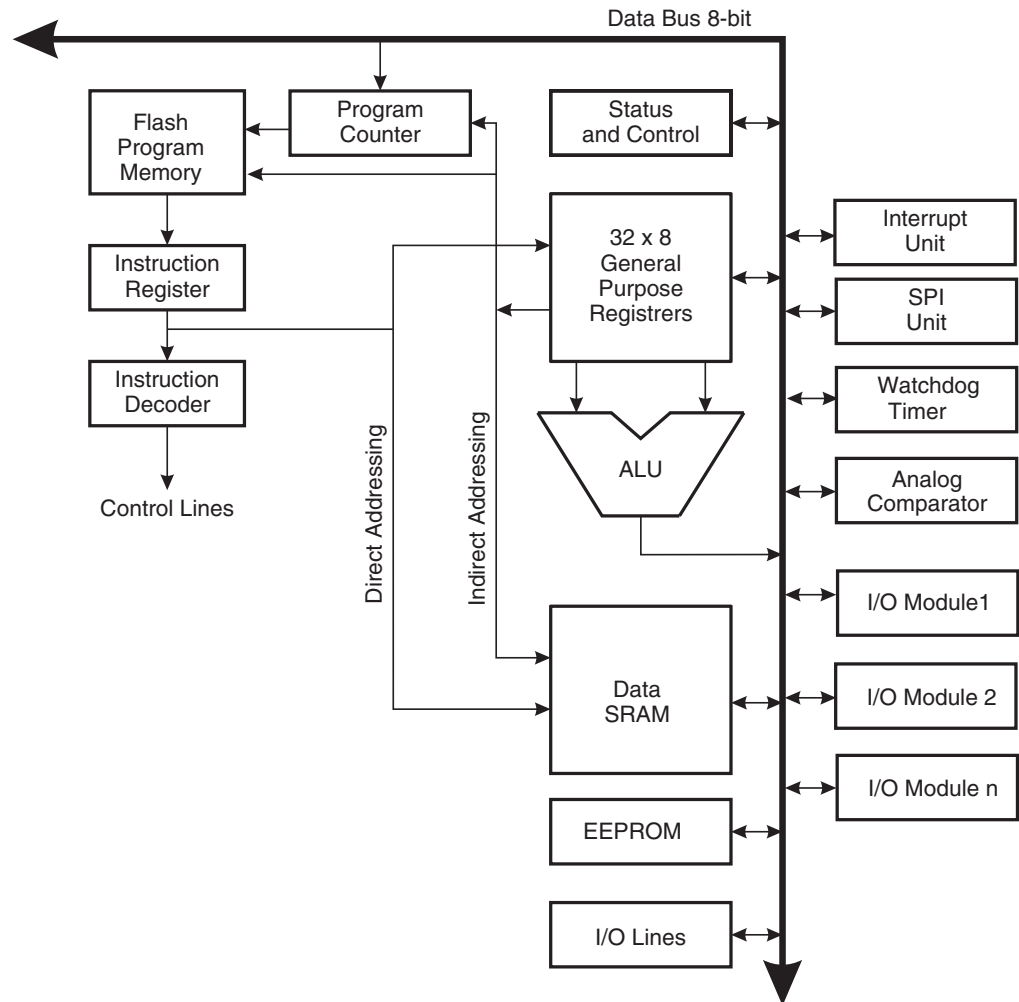 Data Bus 8-bit
Flash
Program
Memory
Program
Counter
Status
and Control
32 x 8
General
Purpose
Registrers
Interrupt
Unit
Instruction
Register
SPI
Unit
Instruction
Decoder
Watchdog
Timer
Control Lines
Direct Addressing
Indirect Addressing
ALU
Analog
Comparator
I/O Module1
Data
SRAM
I/O Module 2
I/O Module n
EEPROM
I/O Lines